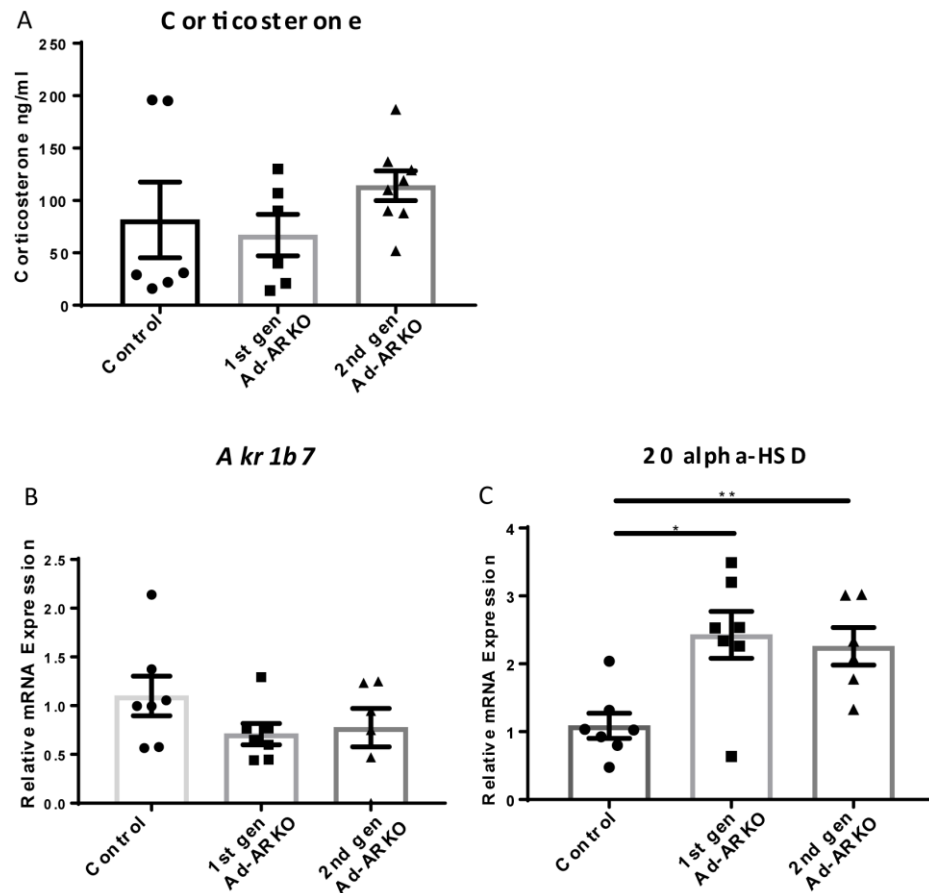 A
Corticosterone
Corticosterone ng/ml
250
200
150
100
50
0
Control
1st gen
Ad-ARKO
2nd gen
Ad-ARKO
B
Akr1b7
Relative mRNA Expression
2.5
2.0
1.5
1.0
0.5
0.0
Control
1st gen
Ad-ARKO
2nd gen
Ad-ARKO
C
20 alpha-HSD
**
*
Relative mRNA Expression
4
3
2
1
0
Control
1st gen
Ad-ARKO
2nd gen
Ad-ARKO